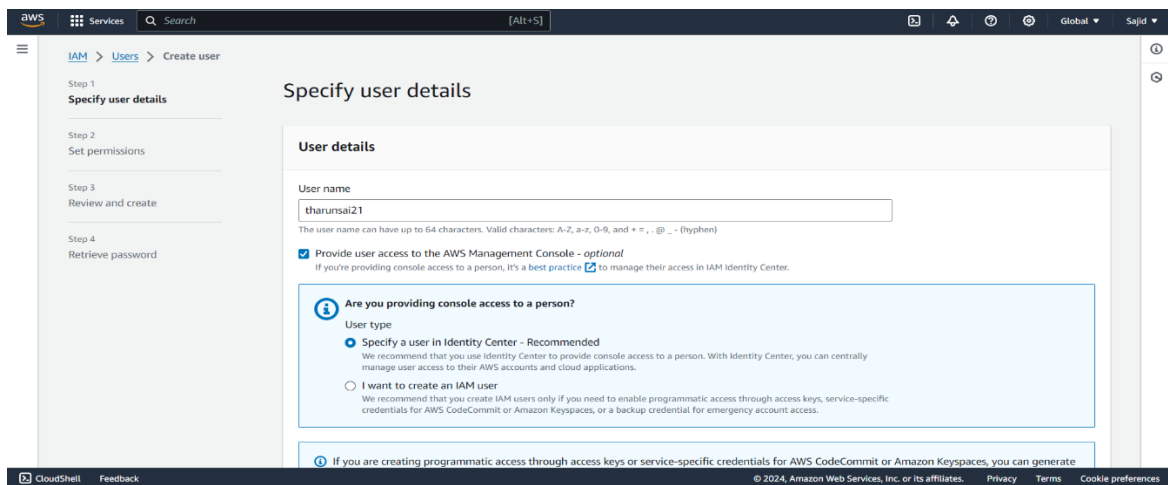 aws
Services
Search
[Alt+S]
Global
Sajid
IAM > Users > Create user
Step 1
Specify user details
Step 2
Set permissions
Step 3
Review and create
Step 4
Retrieve password
Specify user details
User details
User name
tharunsai21
The user name can have up to 64 characters. Valid characters: A-Z, a-z, 0-9, and + = , . @ _ - (hyphen)
Provide user access to the AWS Management Console - optional
If you're providing console access to a person, it's a best practice to manage their access in IAM Identity Center.
Are you providing console access to a person?
User type
Specify a user in Identity Center - Recommended
We recommend that you use Identity Center to provide console access to a person. With Identity Center, you can centrally
manage user access to their AWS accounts and cloud applications.
I want to create an IAM user
We recommend that you create IAM users only if you need to enable programmatic access through access keys, service-specific
credentials for AWS CodeCommit or Amazon Keyspaces, or a backup credential for emergency account access.
If you are creating programmatic access through access keys or service-specific credentials for AWS CodeCommit or Amazon Keyspaces, you can generate
CloudShell
Feedback
© 2024, Amazon Web Services, Inc. or its affiliates.
Privacy
Terms
Cookie preferences